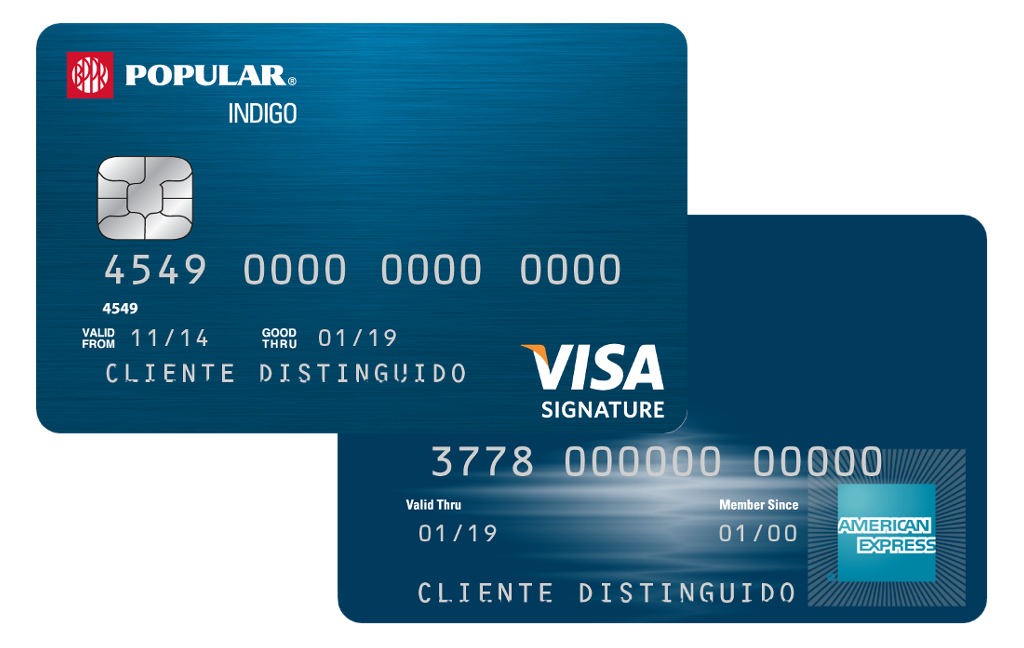 BPPR POPULAR®
INDIGO
4549 0000 0000 0000
4549
VALID FROM 11/14 GOOD THRU 01/19
CLIENTE DISTINGUIDO
VISA
SIGNATURE
3778 000000 00000
Valid Thru Member Since
01/19 01/00
AMERICAN
EXPRESS
CLIENTE DISTINGUIDO